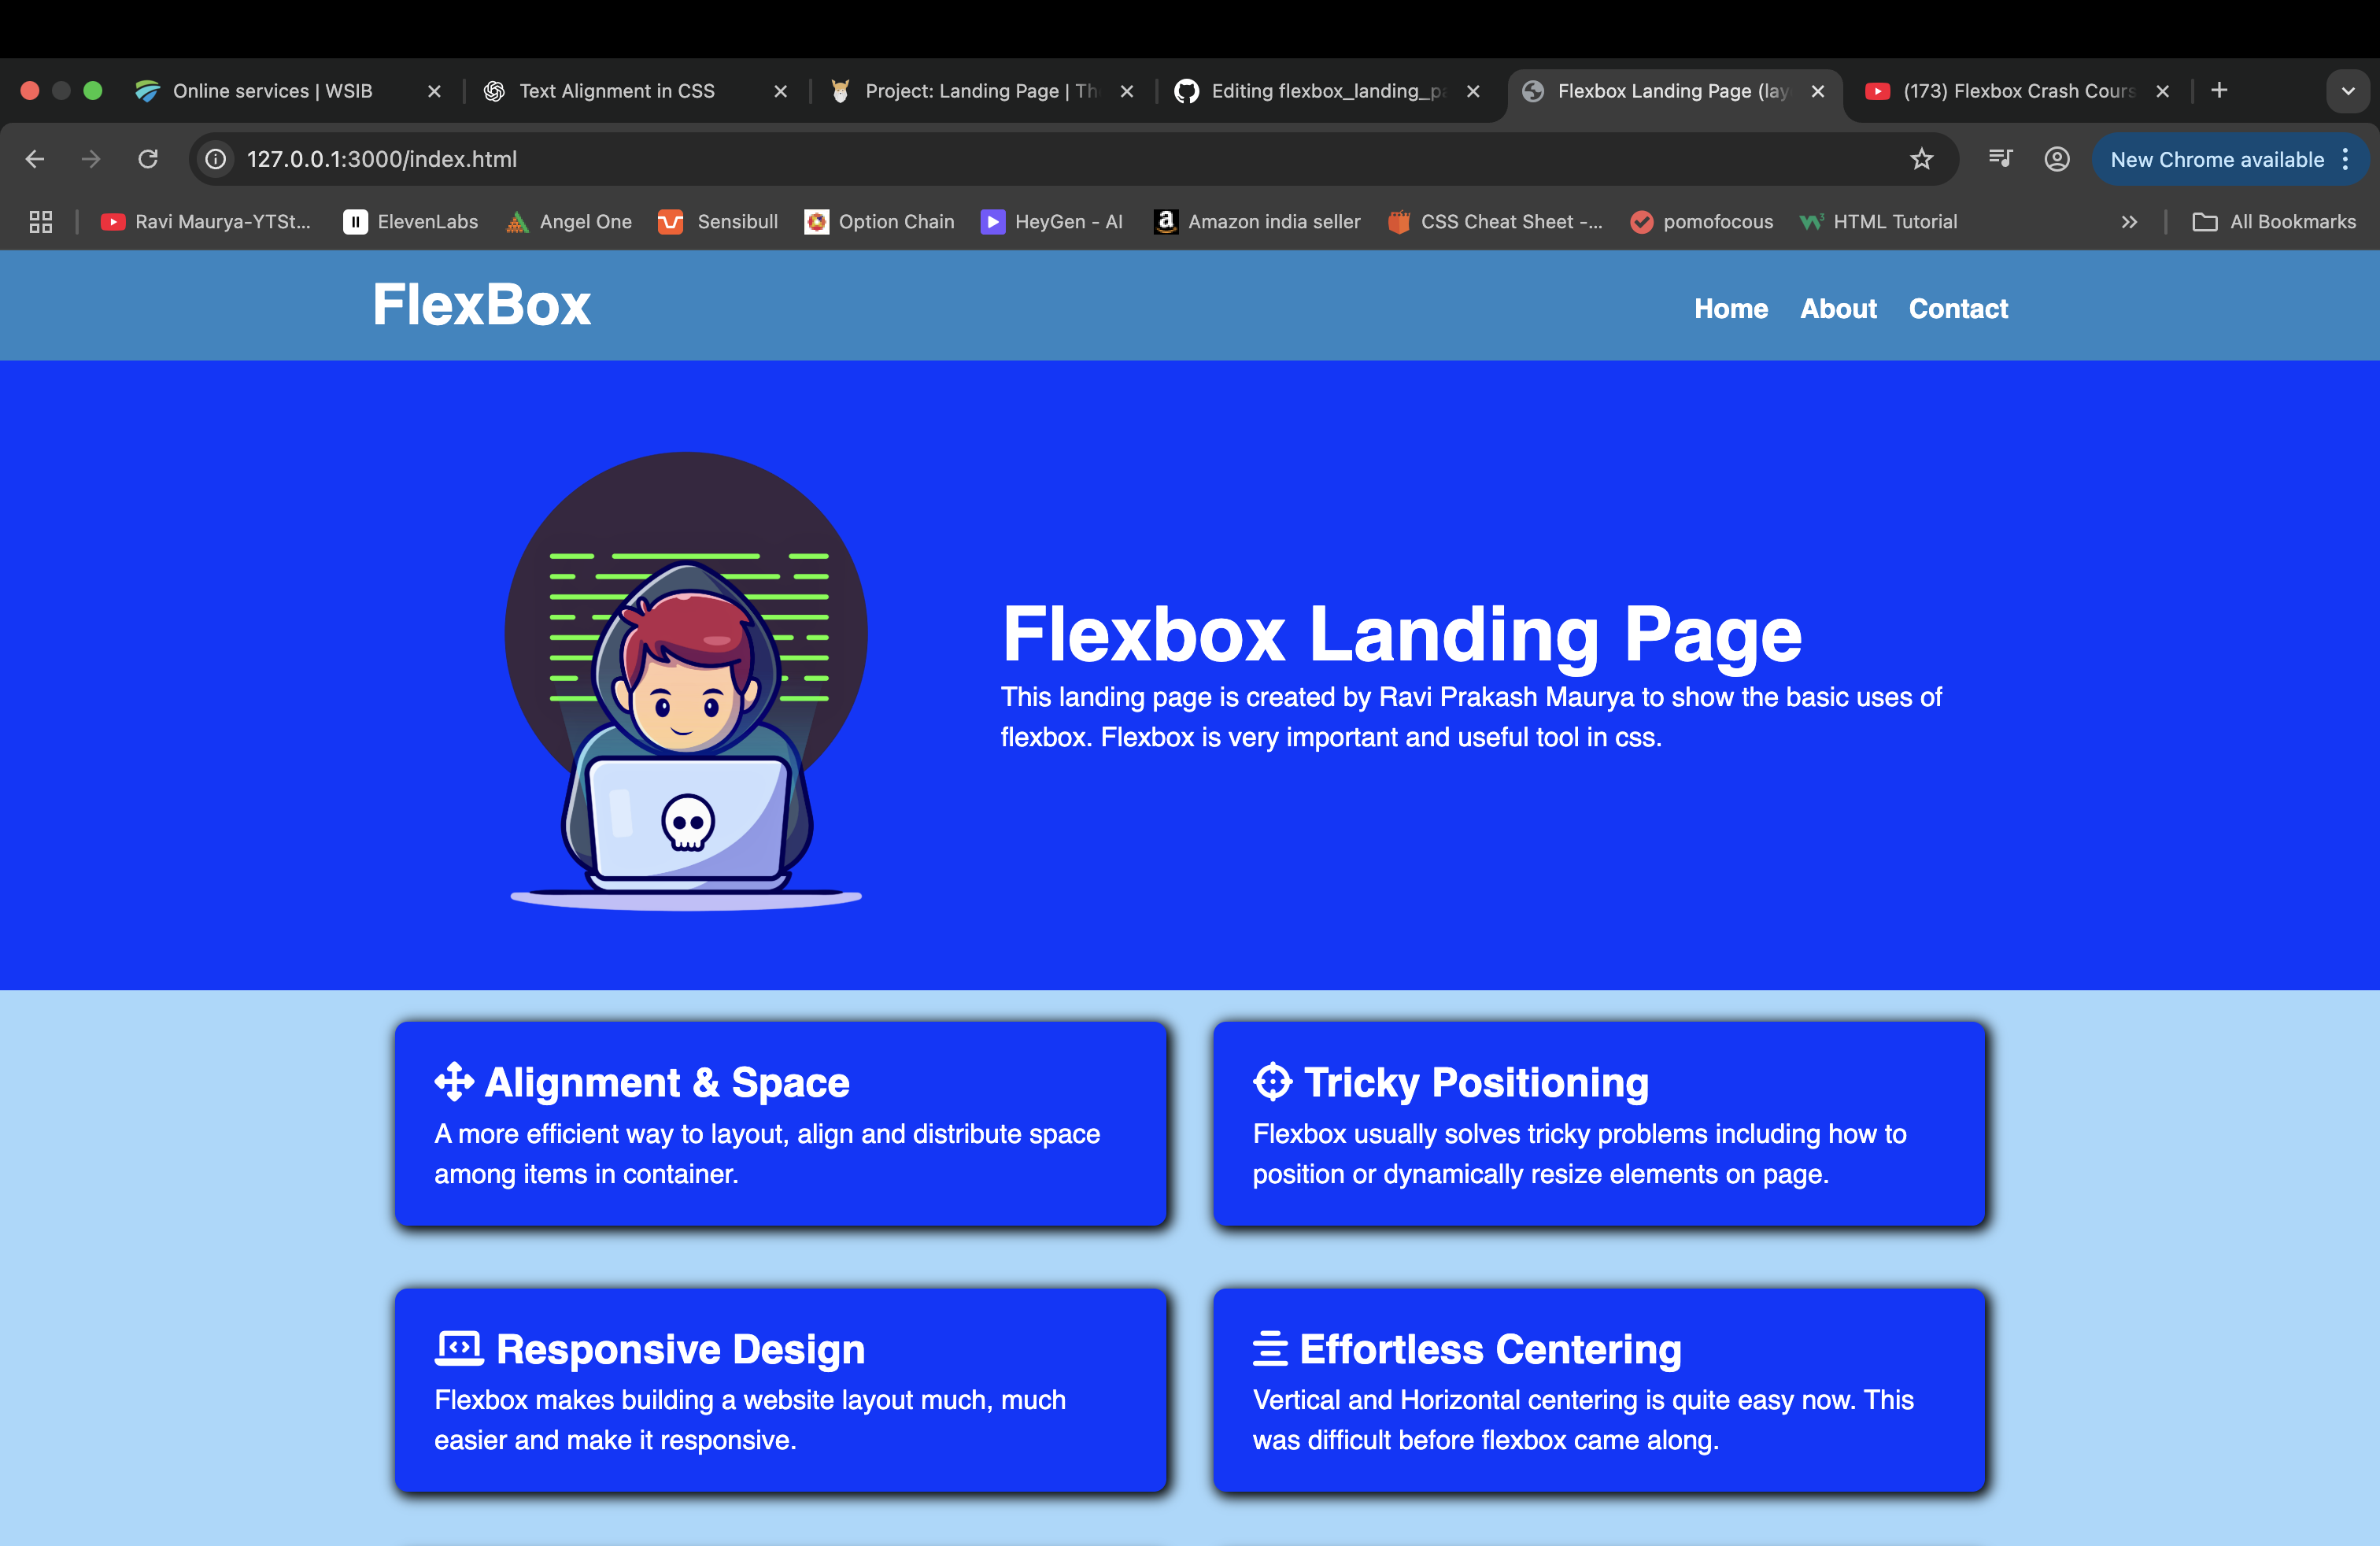 Online services | WSIB
Text Alignment in CSS
Project: Landing Page | Th
Editing flexbox_landing_pa
Flexbox Landing Page (lay
(173) Flexbox Crash Cours
127.0.0.1:3000/index.html
New Chrome available
Ravi Maurya-YTSt...
ElevenLabs
Angel One
Sensibull
Option Chain
HeyGen - AI
Amazon india seller
CSS Cheat Sheet -...
pomofocous
HTML Tutorial
All Bookmarks
FlexBox
Home About Contact
Flexbox Landing Page
This landing page is created by Ravi Prakash Maurya to show the basic uses of
flexbox. Flexbox is very important and useful tool in css.
Alignment & Space
A more efficient way to layout, align and distribute space
among items in container.
Tricky Positioning
Flexbox usually solves tricky problems including how to
position or dynamically resize elements on page.
Responsive Design
Flexbox makes building a website layout much, much
easier and make it responsive.
Effortless Centering
Vertical and Horizontal centering is quite easy now. This
was difficult before flexbox came along.